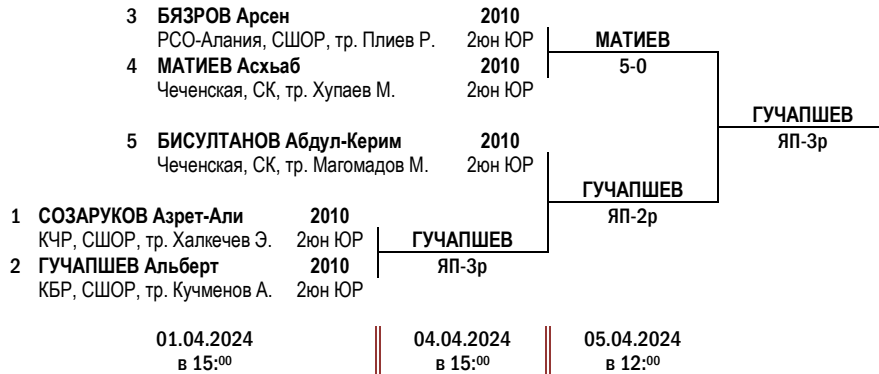 3 БЯЗРОВ Арсен 2010
РСО-Алания, СШОР, тр. Плиев Р. 2юн ЮР МАТИЕВ
4 МАТИЕВ Асхьаб 2010 5-0
Чеченская, СК, тр. Хупаев М. 2юн ЮР
ГУЧАПШЕВ
5 БИСУЛТАНОВ Абдул-Керим 2010 ЯП-3р
Чеченская, СК, тр. Магомадов М. 2юн ЮР
ГУЧАПШЕВ
1 СОЗАРУКОВ Азрет-Али 2010 ЯП-2р
КЧР, СШОР, тр. Халкечев Э. 2юн ЮР ГУЧАПШЕВ
2 ГУЧАПШЕВ Альберт 2010 ЯП-3р
КБР, СШОР, тр. Кучменов А. 2юн ЮР
01.04.2024 04.04.2024 05.04.2024
в 15:00 в 15:00 в 12:00